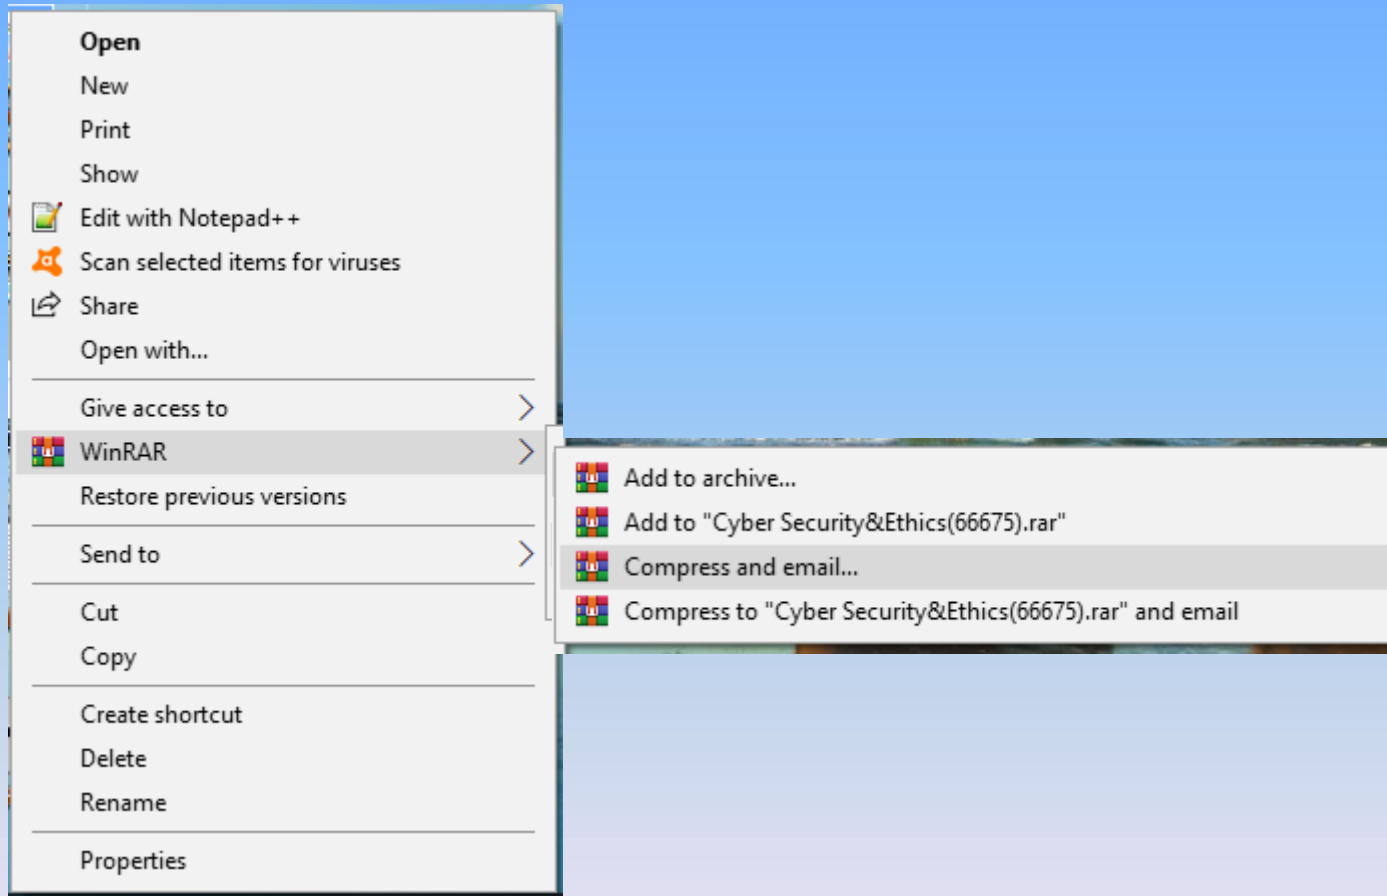 Open
New
Print
Show
Edit with Notepad++
Scan selected items for viruses
Share
Open with...
Give access to
WinRAR
Restore previous versions
Send to
Cut
Copy
Create shortcut
Delete
Rename
Properties
Add to archive...
Add to "Cyber Security&Ethics(66675).rar"
Compress and email...
Compress to "Cyber Security&Ethics(66675).rar" and email